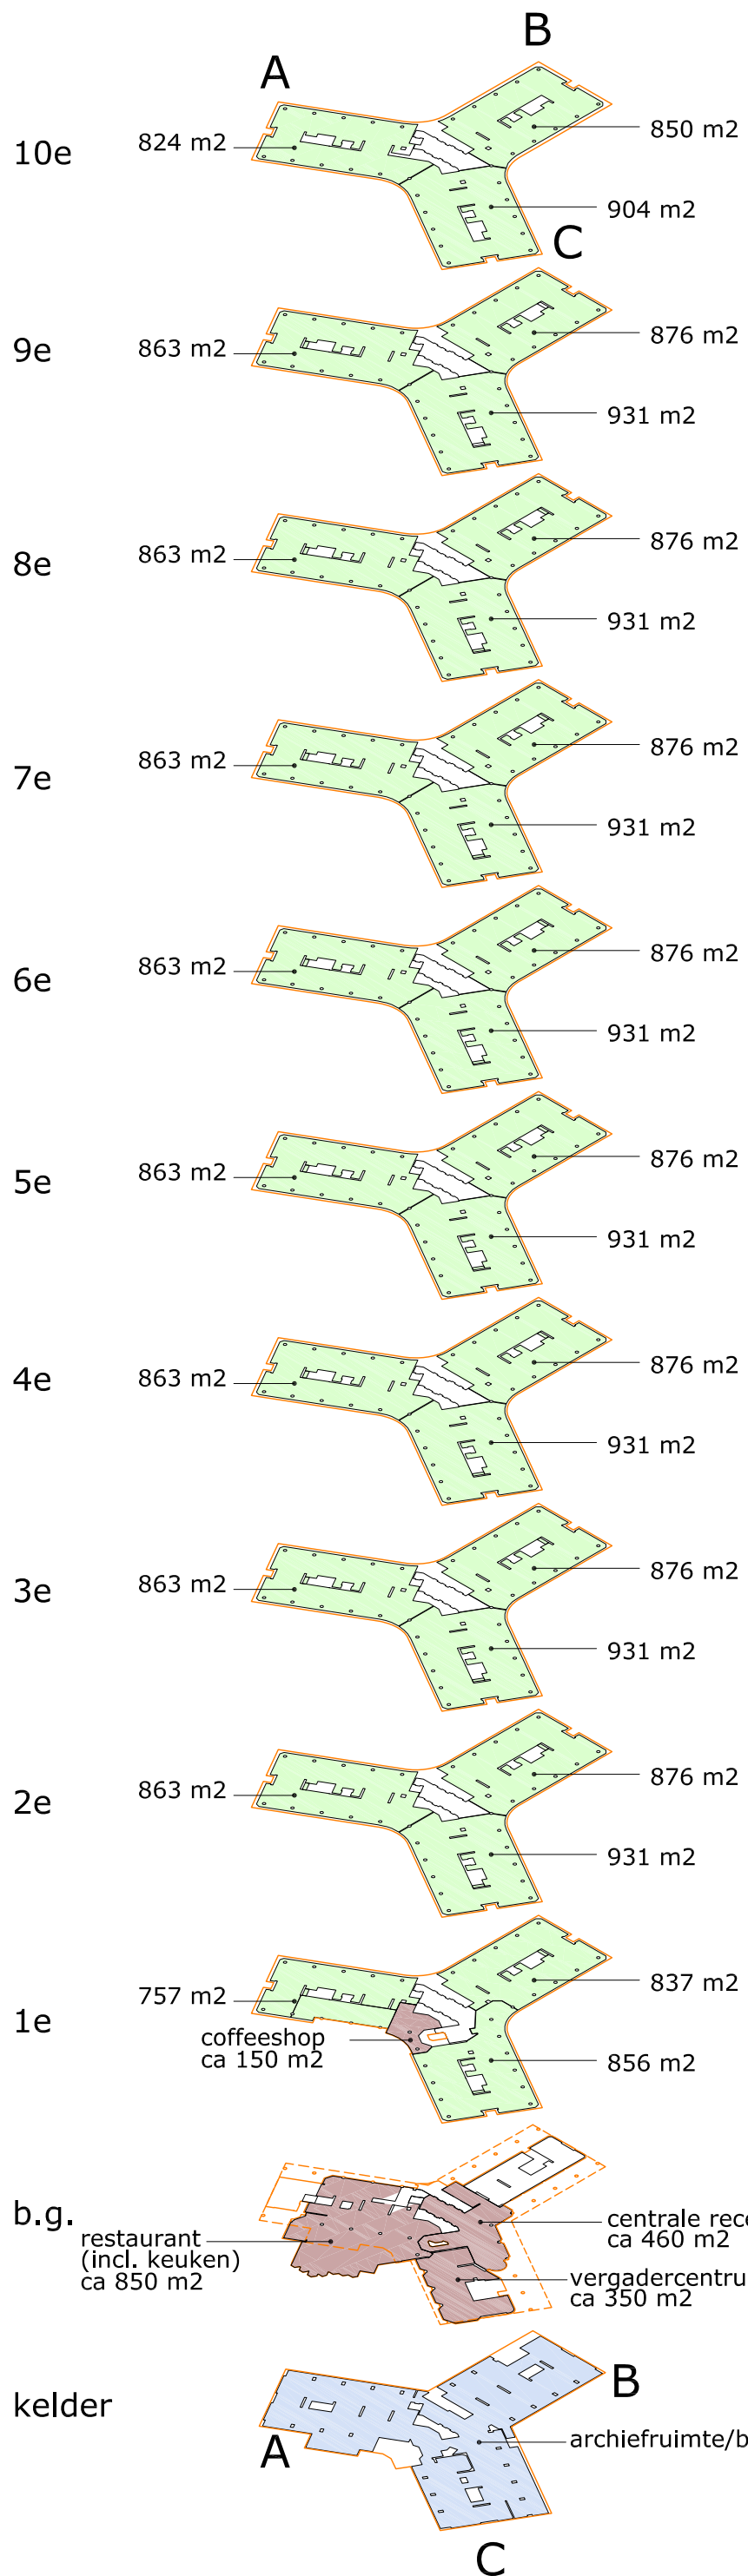 B
A
10e
824 m2
850 m2
904 m2
C
9e
863 m2
876 m2
931 m2
8e
863 m2
876 m2
931 m2
7e
863 m2
876 m2
931 m2
6e
863 m2
876 m2
931 m2
5e
863 m2
876 m2
931 m2
4e
863 m2
876 m2
931 m2
3e
863 m2
876 m2
931 m2
2e
863 m2
876 m2
931 m2
1e
757 m2
837 m2
coffeeshop
ca 150 m2
856 m2
b.g.
restaurant
(incl. keuken)
ca 850 m2
centrale rece
ca 460 m2
vergadercentru
ca 350 m2
kelder
B
A
archiefruimte/b
C